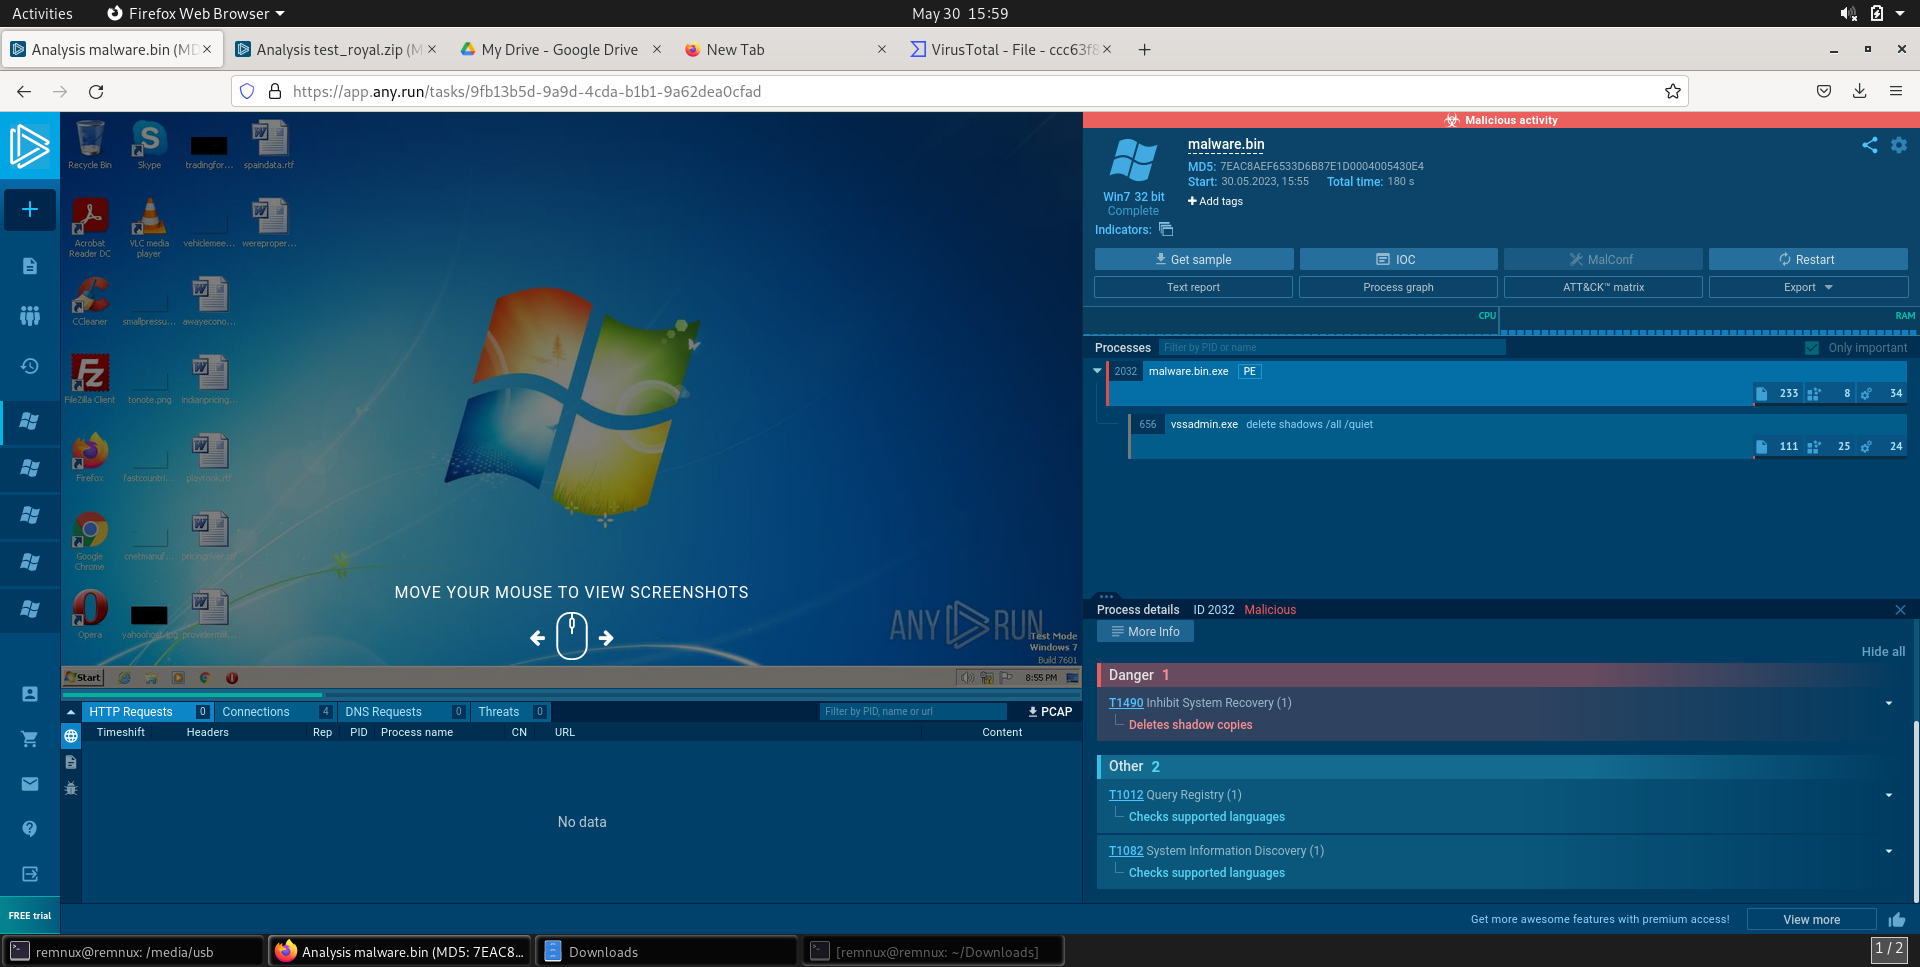 Activities
Firefox Web Browser
May 30 15:59
Analysis malware.bin (MD
Analysis test_royal.zip (M
My Drive - Google Drive
New Tab
VirusTotal - File - ccc63f8
https://app.any.run/tasks/9fb13b5d-9a9d-4cda-b1b1-9a62dea0cfad
Recycle Bin
Skype
tradingfor...
spaindata.rtf
Acrobat Reader DC
VLC media player
vehiclemee...
wereproper...
CCleaner
smallpressu...
awayecono...
FileZilla Client
tonote.png
indianpricing...
Firefox
fastcountri...
playtook.rtf
Google Chrome
cnetmanuf...
pricingriver.rtf
Opera
yahoohost.jpg
providermili...
MOVE YOUR MOUSE TO VIEW SCREENSHOTS
ANY RUN
Test Mode
Windows 7
Build 7601
Start
8:55 PM
FREE trial
HTTP Requests 0
Connections 4
DNS Requests 0
Threats 0
Filter by PID, name or url
PCAP
Timeshift
Headers
Rep
PID
Process name
CN
URL
Content
No data
Malicious activity
malware.bin
MD5: 7EAC8AEF6533D6B87E1D0004005430E4
Start: 30.05.2023, 15:55 Total time: 180 s
Add tags
Win7 32 bit
Complete
Indicators:
Get sample
IOC
MalConf
Restart
Text report
Process graph
ATT&CK™ matrix
Export
CPU
RAM
Processes
Filter by PID or name
Only important
2032 malware.bin.exe PE
233 8 34
656 vssadmin.exe delete shadows /all /quiet
111 25 24
Process details ID 2032 Malicious
More Info
Hide all
Danger 1
T1490 Inhibit System Recovery (1)
Deletes shadow copies
Other 2
T1012 Query Registry (1)
Checks supported languages
T1082 System Information Discovery (1)
Checks supported languages
Get more awesome features with premium access!
View more
remnux@remnux: /media/usb
Analysis malware.bin (MD5: 7EAC8...
Downloads
[remnux@remnux: ~/Downloads]
1 / 2